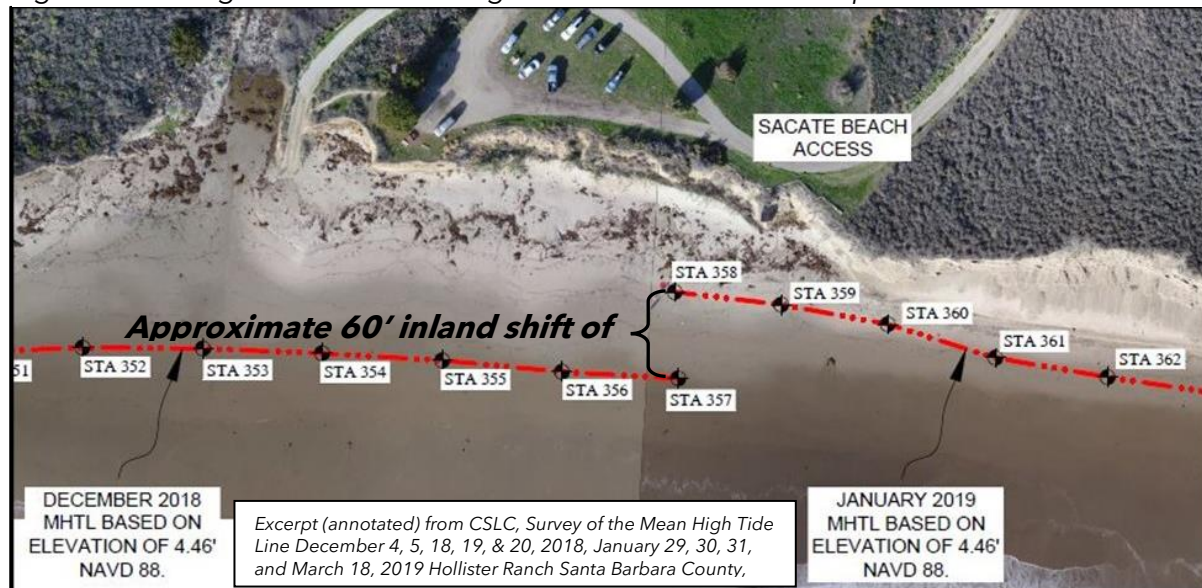 SACATE BEACH
ACCESS
STA 358
STA 359
STA 360
STA 361
STA 362
Approximate 60’ inland shift of
51
STA 352
STA 353
STA 354
STA 355
STA 356
STA 357
DECEMBER 2018
MHTL BASED ON
ELEVATION OF 4.46'
NAVD 88.
Excerpt (annotated) from CSLC, Survey of the Mean High Tide
Line December 4, 5, 18, 19, & 20, 2018, January 29, 30, 31,
and March 18, 2019 Hollister Ranch Santa Barbara County,
JANUARY 2019
MHTL BASED ON
ELEVATION OF 4.46'
NAVD 88.